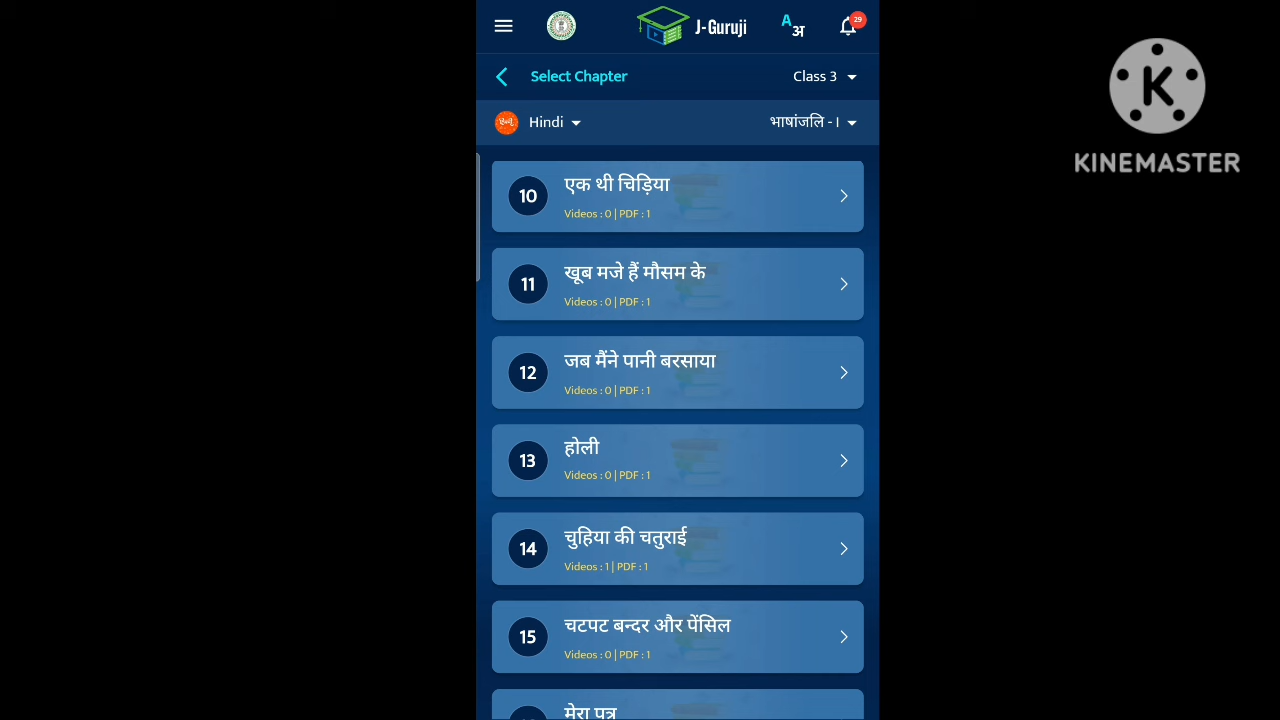 J-Guruji
A अ
29
Select Chapter
Class 3
हिन्दी Hindi
भाषांजलि - I
10
एक थी चिड़िया
Videos : 0 | PDF : 1
11
खूब मजे हैं मौसम के
Videos : 0 | PDF : 1
12
जब मैंने पानी बरसाया
Videos : 0 | PDF : 1
13
होली
Videos : 0 | PDF : 1
14
चुहिया की चतुराई
Videos : 1 | PDF : 1
15
चटपट बन्दर और पेंसिल
Videos : 0 | PDF : 1
मेरा पत्र
K
KINEMASTER